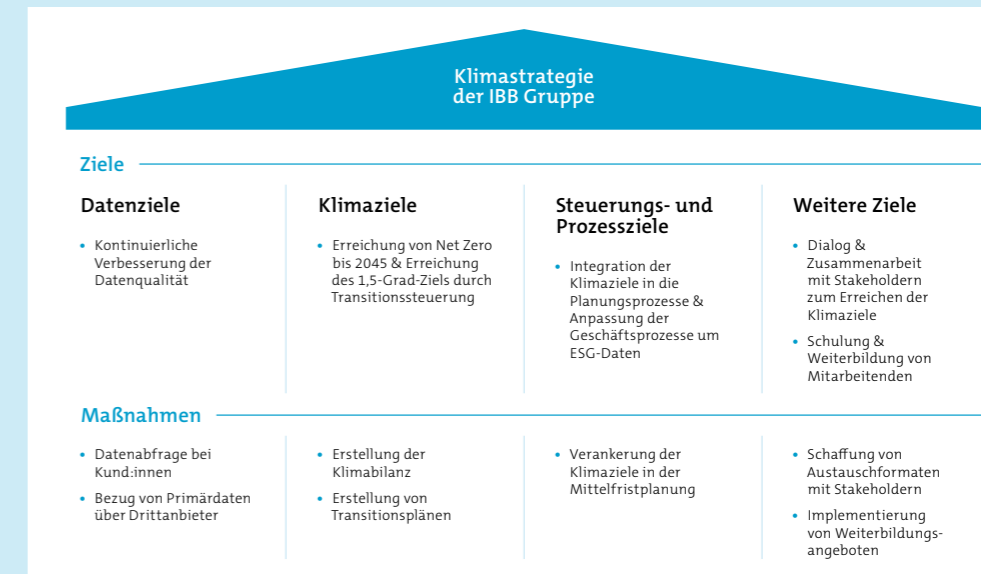 Klimastrategie
der IBB Gruppe
Ziele
Datenziele
• Kontinuierliche
Verbesserung der
Datenqualität
Klimaziele
• Erreichung von Net Zero
bis 2045 & Erreichung
des 1,5-Grad-Ziels durch
Transitionssteuerung
Steuerungs- und
Prozessziele
• Integration der
Klimaziele in die
Planungsprozesse &
Anpassung der
Geschäftsprozesse um
ESG-Daten
Weitere Ziele
• Dialog &
Zusammenarbeit
mit Stakeholdern
zum Erreichen der
Klimaziele
• Schulung &
Weiterbildung von
Mitarbeitenden
Maßnahmen
• Datenabfrage bei
Kund:innen
• Bezug von Primärdaten
über Drittanbieter
• Erstellung der
Klimabilanz
• Erstellung von
Transitionsplänen
• Verankerung der
Klimaziele in der
Mittelfristplanung
• Schaffung von
Austauschformaten
mit Stakeholdern
• Implementierung
von Weiterbildungs-
angeboten